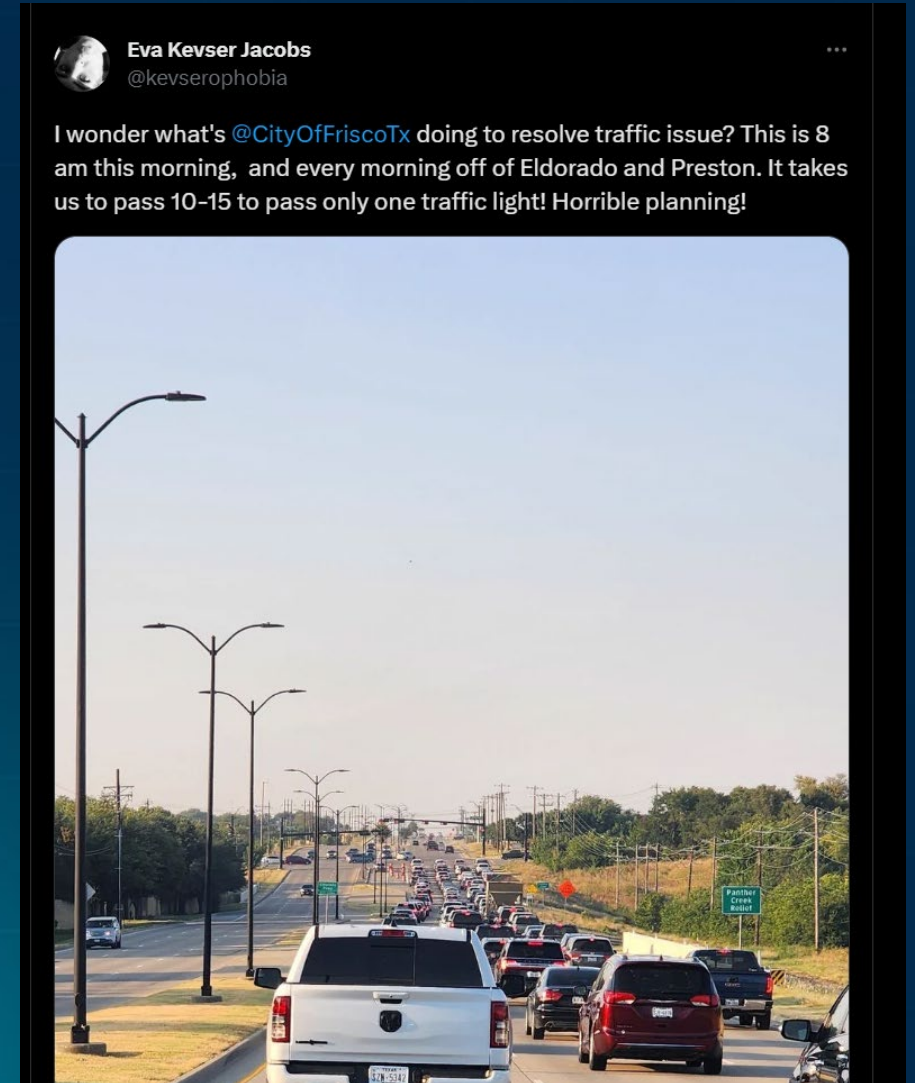 Eva Kevser Jacobs
@kevserophobia
I wonder what's @CityOfFriscoTx doing to resolve traffic issue? This is 8
am this morning,  and every morning off of Eldorado and Preston. It takes
us to pass 10-15 to pass only one traffic light! Horrible planning!
Panther
Creek
Relief
TEXAS